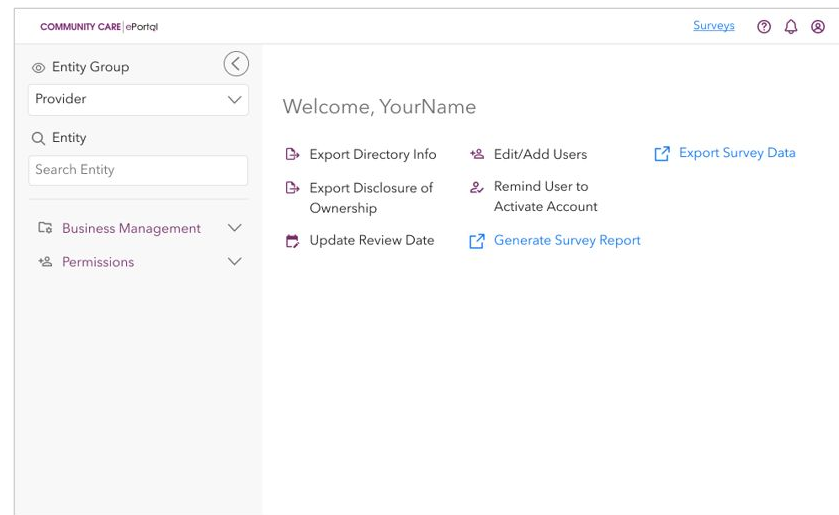 COMMUNITY CARE | ePortal
Surveys
Entity Group
Provider
Entity
Search Entity
Business Management
Permissions
Welcome, YourName
Export Directory Info
Export Disclosure of
Ownership
Update Review Date
Edit/Add Users
Remind User to
Activate Account
Generate Survey Report
Export Survey Data